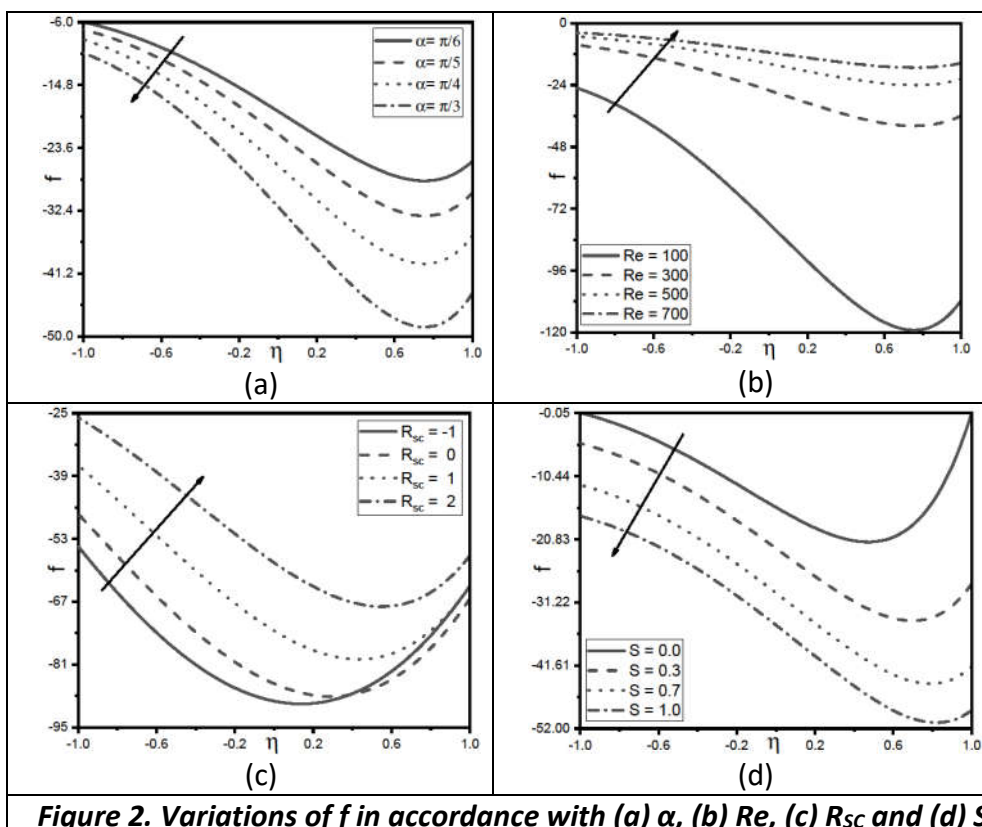 -6.0
-14.8
-23.6
-32.4
-41.2
-50.0
f
α= π/6
α= π/5
α= π/4
α= π/3
-1.0 -0.6 -0.2 0.2 0.6 1.0
η
(a)
0
-24
-48
-72
-96
-120
f
Re = 100
Re = 300
Re = 500
Re = 700
-1.0 -0.6 -0.2 0.2 0.6 1.0
η
(b)
-25
-39
-53
-67
-81
-95
f
Rsc = -1
Rsc = 0
Rsc = 1
Rsc = 2
-1.0 -0.6 -0.2 0.2 0.6 1.0
η
(c)
-0.05
-10.44
-20.83
-31.22
-41.61
-52.00
f
S = 0.0
S = 0.3
S = 0.7
S = 1.0
-1.0 -0.6 -0.2 0.2 0.6 1.0
η
(d)
Figure 2. Variations of f in accordance with (a) α, (b) Re, (c) RSC and (d) S